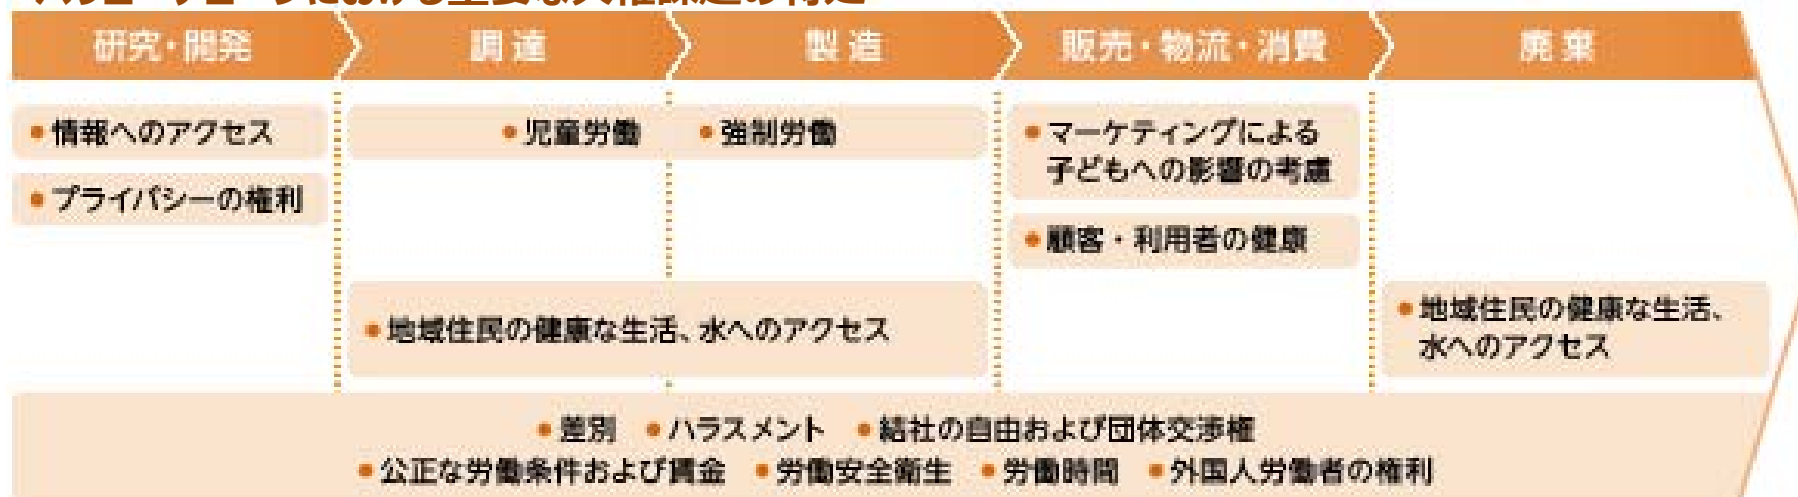 研究・開発
調達
製造
販売・物流・消費
廃棄
●情報へのアクセス
●プライバシーの権利
●児童労働 ●強制労働
●マーケティングによる
子どもへの影響の考慮
●顧客・利用者の健康
●地域住民の健康な生活、水へのアクセス
●地域住民の健康な生活、
水へのアクセス
●差別 ●ハラスメント ●結社の自由および団体交渉権
●公正な労働条件および賃金 ●労働安全衛生 ●労働時間 ●外国人労働者の権利